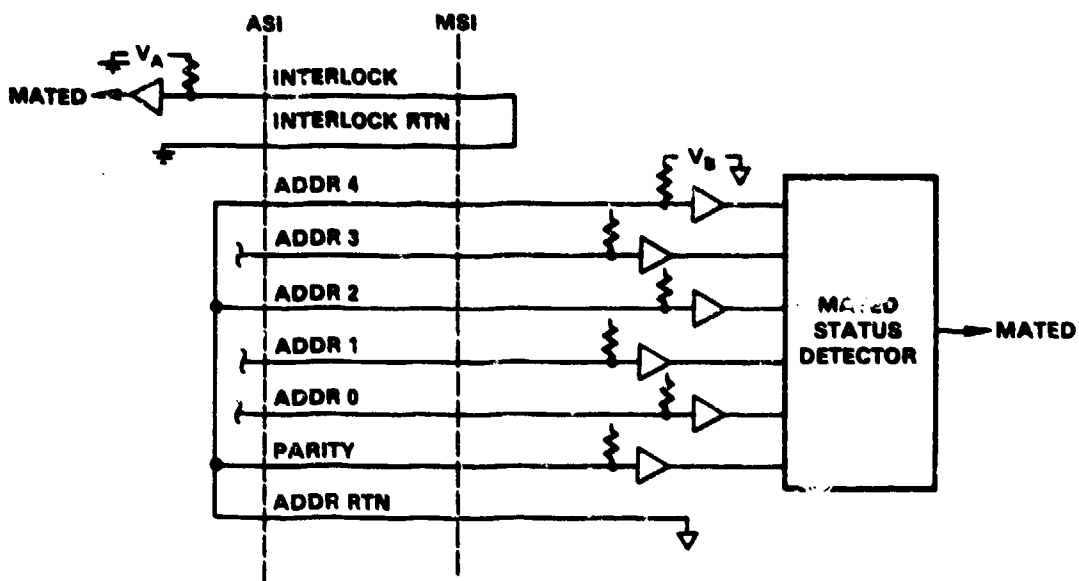 ASI MSI
V_A
INTERLOCK
MATED
INTERLOCK RTN
V_B
ADDR 4
ADDR 3
ADDR 2
ADDR 1
ADDR 0
PARITY
ADDR RTN
MATED
STATUS
DETECTOR
MATED